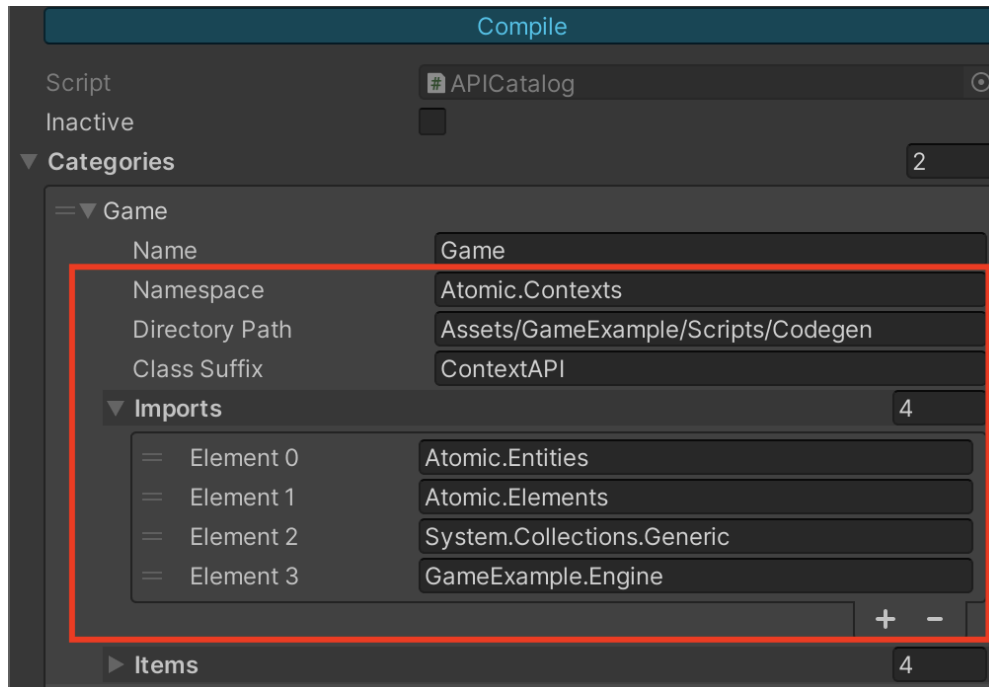 Compile
Script # APICatalog
Inactive
Categories 2
Game
Name Game
Namespace Atomic.Contexts
Directory Path Assets/GameExample/Scripts/Codegen
Class Suffix ContextAPI
Imports 4
Element 0 Atomic.Entities
Element 1 Atomic.Elements
Element 2 System.Collections.Generic
Element 3 GameExample.Engine
+ -
Items 4